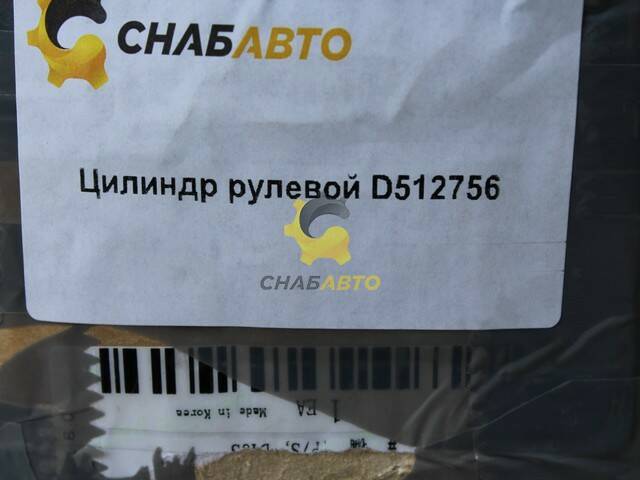 СНАБАВТО
Цилиндр рулевой D512756
СНАБАВТО
1 EA
Made in Korea